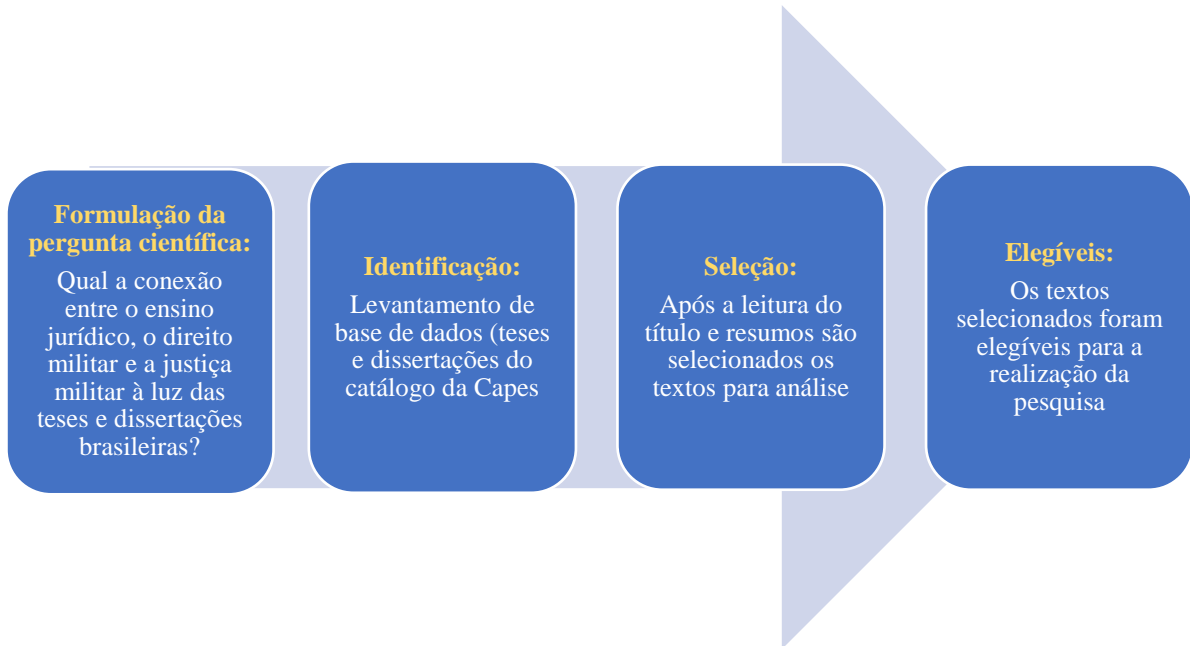 Formulação da
pergunta científica:
Qual a conexão
entre o ensino
jurídico, o direito
militar e a justiça
militar à luz das
teses e dissertações
brasileiras?
Identificação:
Levantamento de
base de dados (teses
e dissertações do
catálogo da Capes
Seleção:
Após a leitura do
título e resumos são
selecionados os
textos para análise
Elegíveis:
Os textos
selecionados foram
elegíveis para a
realização da
pesquisa